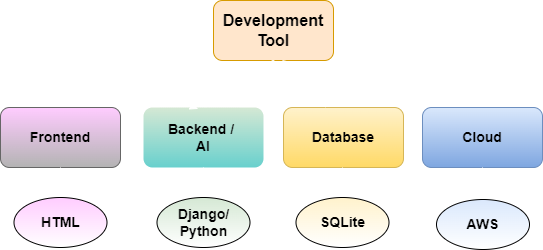 Development
Tool
Frontend
Backend /
AI
Database
Cloud
HTML
Django/
Python
SQLite
AWS